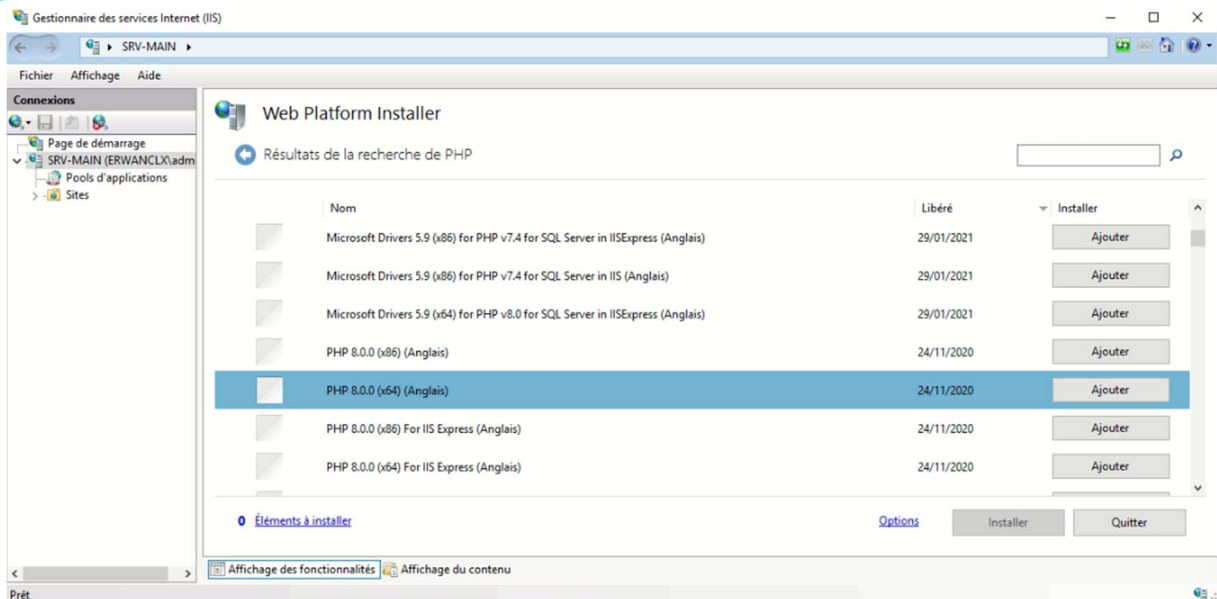 Gestionnaire des services Internet (IIS)
SRV-MAIN
Fichier Affichage Aide
Connexions
Page de démarrage
SRV-MAIN (ERWANCLX\adm
Pools d'applications
Sites
Web Platform Installer
Résultats de la recherche de PHP
Nom Libéré Installer
Microsoft Drivers 5.9 (x86) for PHP v7.4 for SQL Server in IISExpress (Anglais) 29/01/2021 Ajouter
Microsoft Drivers 5.9 (x86) for PHP v7.4 for SQL Server in IIS (Anglais) 29/01/2021 Ajouter
Microsoft Drivers 5.9 (x64) for PHP v8.0 for SQL Server in IISExpress (Anglais) 29/01/2021 Ajouter
PHP 8.0.0 (x86) (Anglais) 24/11/2020 Ajouter
PHP 8.0.0 (x64) (Anglais) 24/11/2020 Ajouter
PHP 8.0.0 (x86) For IIS Express (Anglais) 24/11/2020 Ajouter
PHP 8.0.0 (x64) For IIS Express (Anglais) 24/11/2020 Ajouter
0 Éléments à installer Options Installer Quitter
Affichage des fonctionnalités Affichage du contenu
Prêt